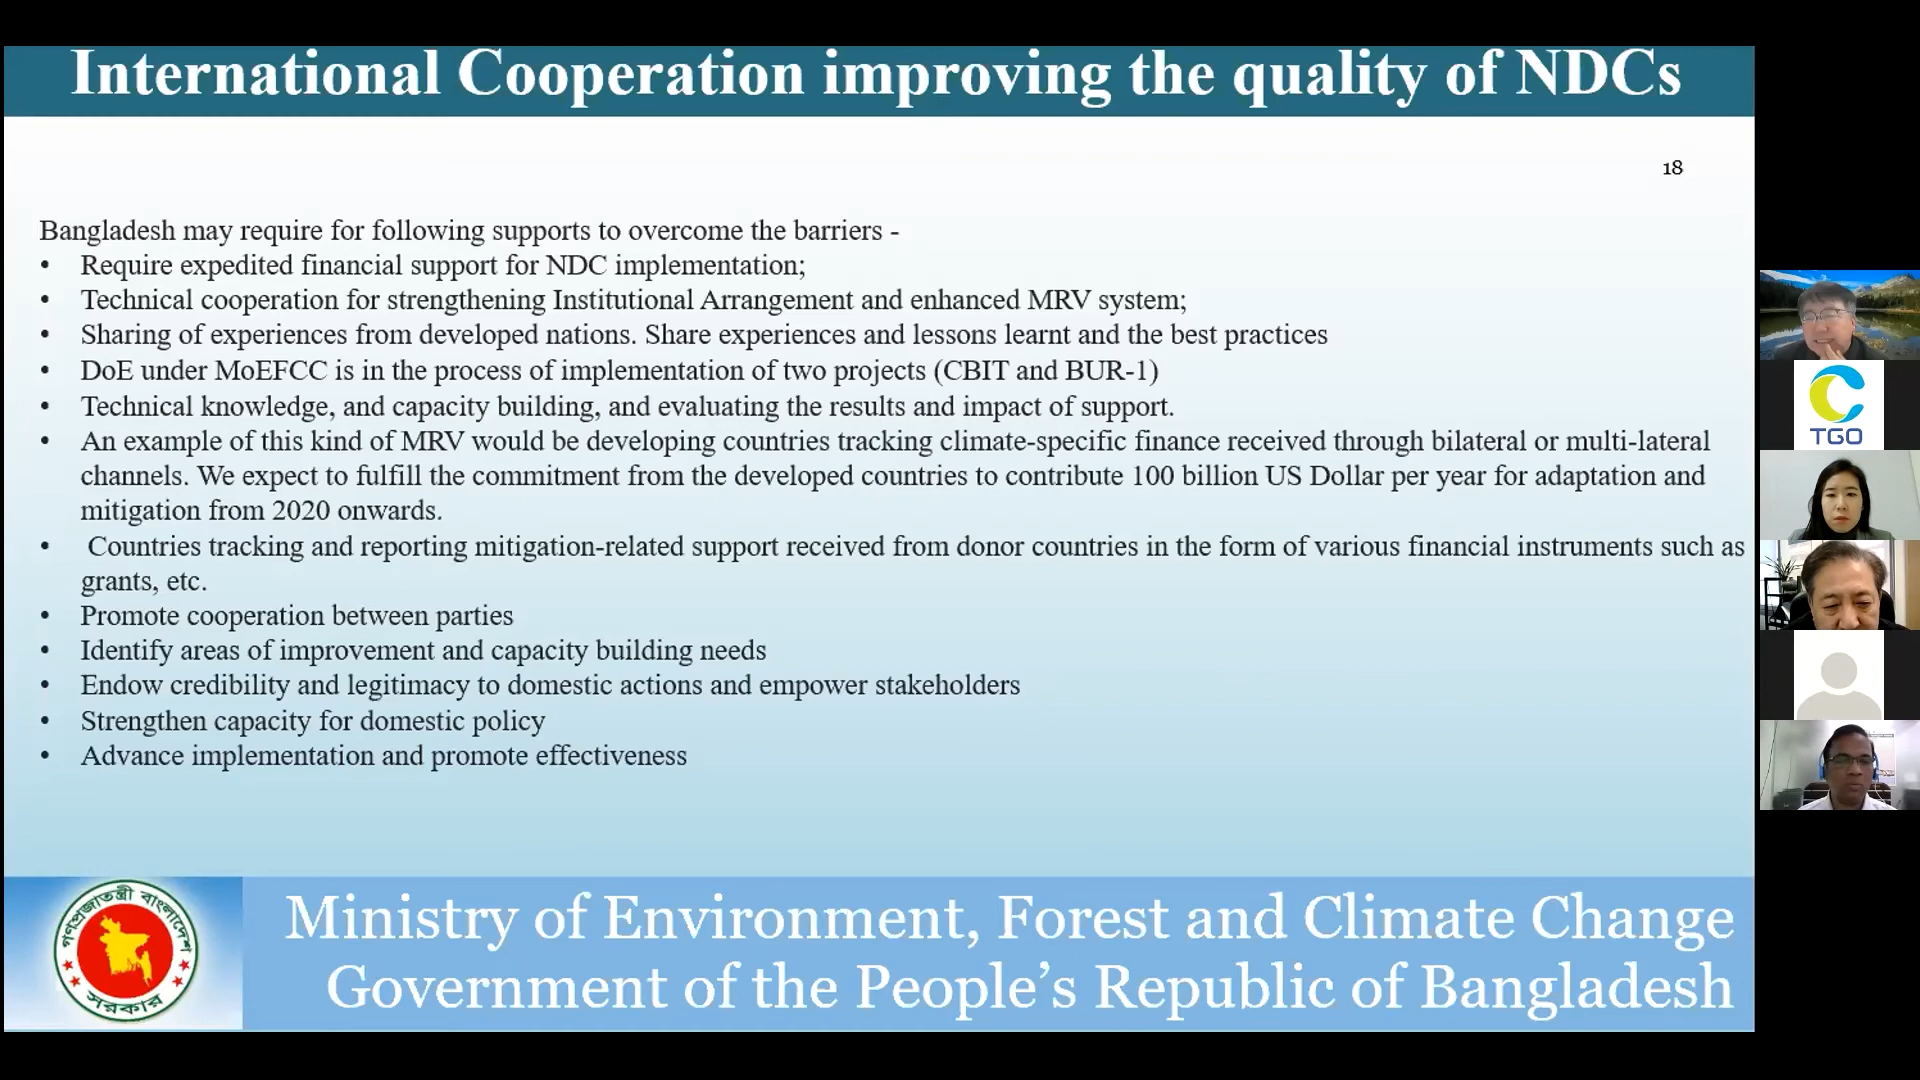 International Cooperation improving the quality of NDCs
18
Bangladesh may require for following supports to overcome the barriers -
• Require expedited financial support for NDC implementation;
• Technical cooperation for strengthening Institutional Arrangement and enhanced MRV system;
• Sharing of experiences from developed nations. Share experiences and lessons learnt and the best practices
• DoE under MoEFCC is in the process of implementation of two projects (CBIT and BUR-1)
• Technical knowledge, and capacity building, and evaluating the results and impact of support.
• An example of this kind of MRV would be developing countries tracking climate-specific finance received through bilateral or multi-lateral
channels. We expect to fulfill the commitment from the developed countries to contribute 100 billion US Dollar per year for adaptation and
mitigation from 2020 onwards.
• Countries tracking and reporting mitigation-related support received from donor countries in the form of various financial instruments such as
grants, etc.
• Promote cooperation between parties
• Identify areas of improvement and capacity building needs
• Endow credibility and legitimacy to domestic actions and empower stakeholders
• Strengthen capacity for domestic policy
• Advance implementation and promote effectiveness
TGO
গণপ্রজাতন্ত্রী বাংলাদেশ
সরকার
Ministry of Environment, Forest and Climate Change
Government of the People’s Republic of Bangladesh